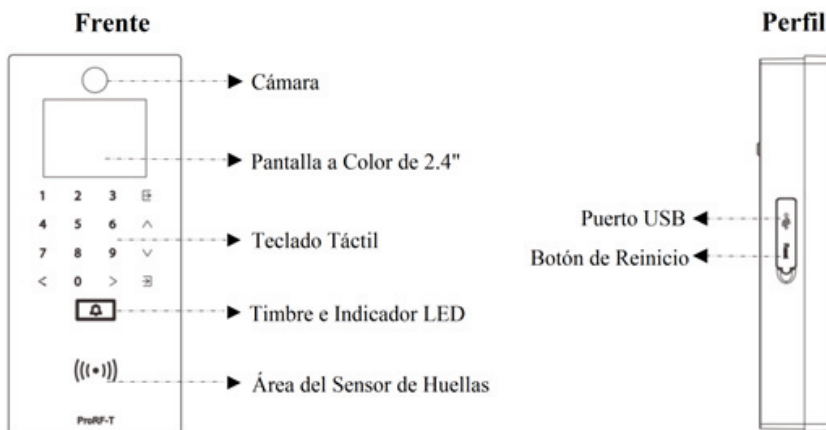 Frente
Perfil
Cámara
Pantalla a Color de 2.4"
1 2 3
4 5 6
Teclado Táctil
7 8 9
< 0 >
Timbre e Indicador LED
Área del Sensor de Huellas
ProRF-T
Puerto USB
Botón de Reinicio